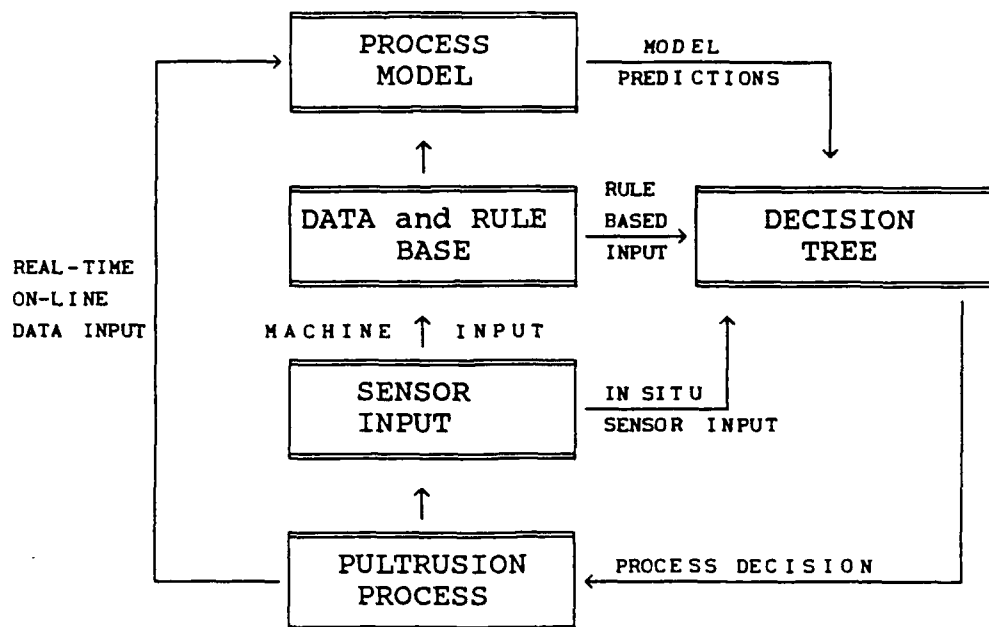 PROCESS
MODEL
MODEL
PREDICTIONS
DATA and RULE
BASE
RULE
BASED
INPUT
DECISION
TREE
REAL-TIME
ON-LINE
DATA INPUT
MACHINE INPUT
SENSOR
INPUT
IN SITU
SENSOR INPUT
PULTRUSION
PROCESS
PROCESS DECISION